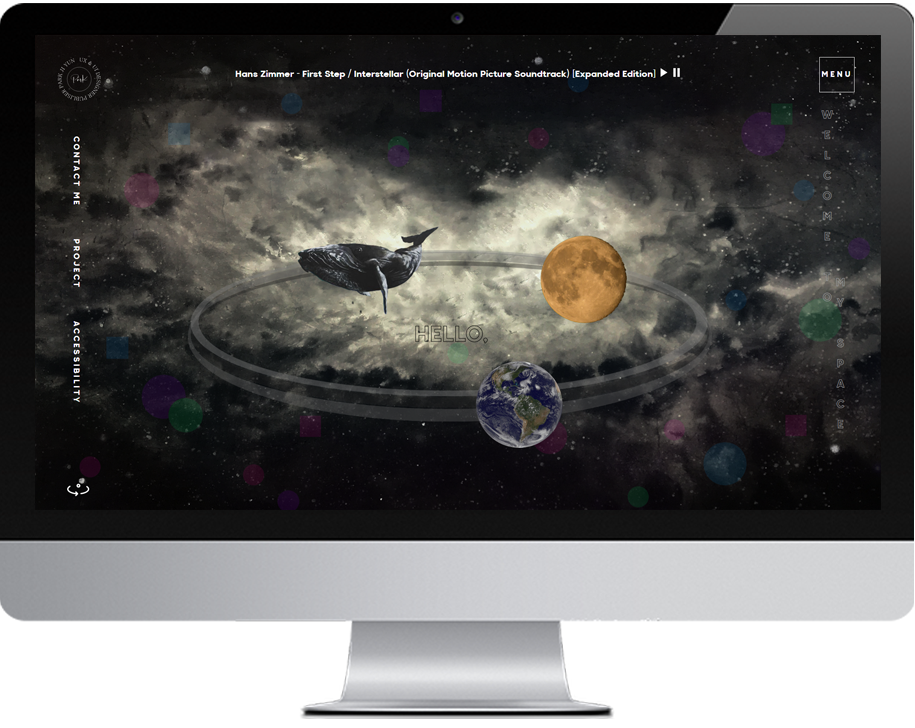 Hans Zimmer - First Step / Interstellar (Original Motion Picture Soundtrack) [Expanded Edition]
MENU
CONTACT ME
PROJECT
ACCESSIBILITY
HELLO,
WELCOME
MY SPACE